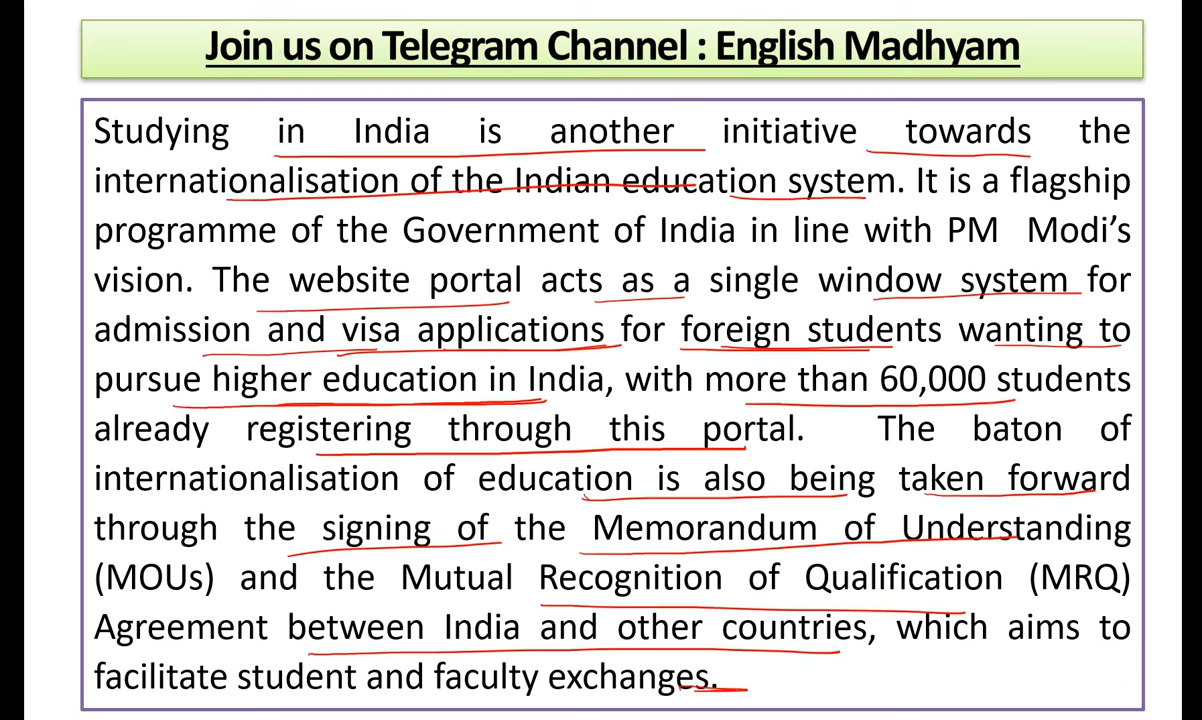 Join us on Telegram Channel : English Madhyam
Studying in India is another initiative towards the
internationalisation of the Indian education system. It is a flagship
programme of the Government of India in line with PM Modi’s
vision. The website portal acts as a single window system for
admission and visa applications for foreign students wanting to
pursue higher education in India, with more than 60,000 students
already registering through this portal. The baton of
internationalisation of education is also being taken forward
through the signing of the Memorandum of Understanding
(MOUs) and the Mutual Recognition of Qualification (MRQ)
Agreement between India and other countries, which aims to
facilitate student and faculty exchanges.